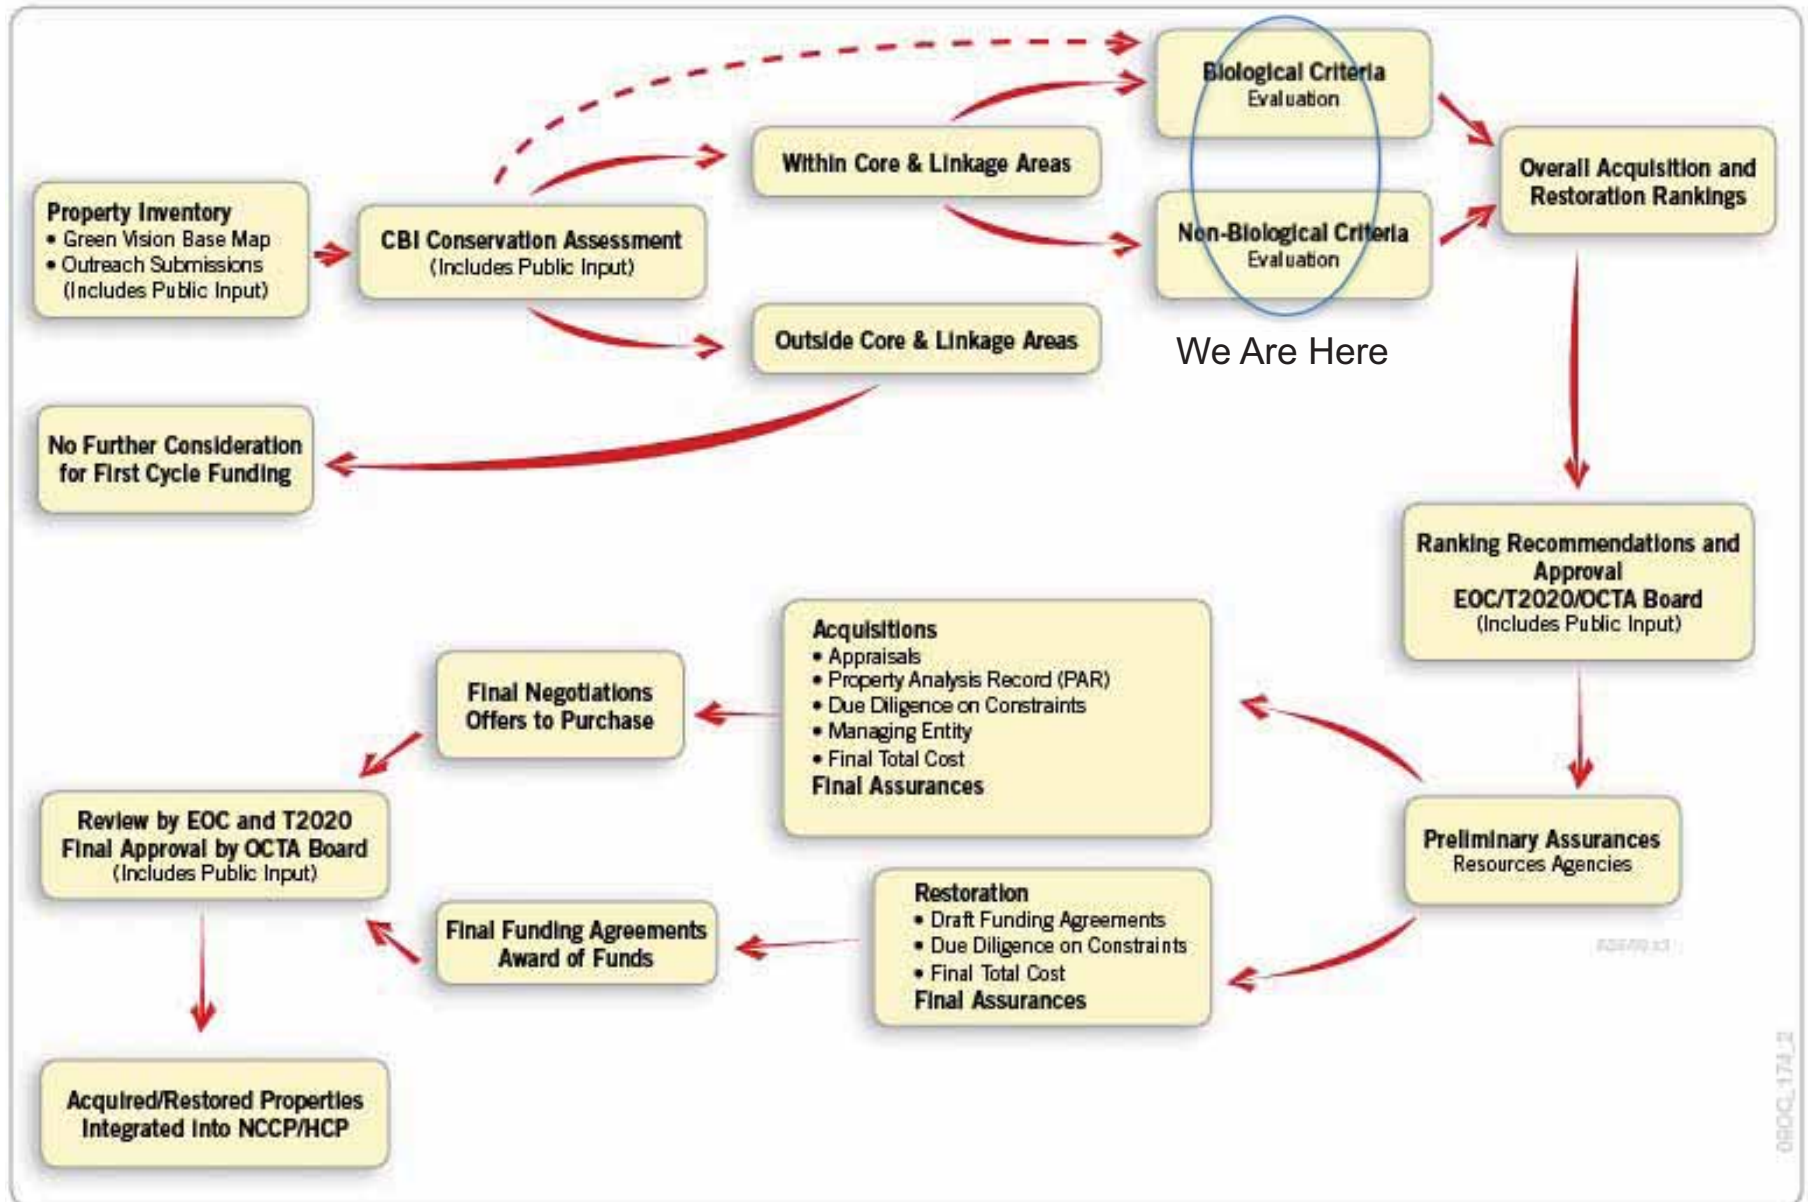 Biological Criteria
Evaluation
Within Core & Linkage Areas
Overall Acquisition and
Restoration Rankings
Property Inventory
• Green Vision Base Map
• Outreach Submissions
(Includes Public Input)
CBI Conservation Assessment
(Includes Public Input)
Non-Biological Criteria
Evaluation
Outside Core & Linkage Areas
We Are Here
No Further Consideration
for First Cycle Funding
Ranking Recommendations and
Approval
EOC/T2020/OCTA Board
(Includes Public Input)
Acquisitions
• Appraisals
• Property Analysis Record (PAR)
• Due Diligence on Constraints
• Managing Entity
• Final Total Cost
Final Assurances
Final Negotiations
Offers to Purchase
Review by EOC and T2020
Final Approval by OCTA Board
(Includes Public Input)
Preliminary Assurances
Resources Agencies
Restoration
• Draft Funding Agreements
• Due Diligence on Constraints
• Final Total Cost
Final Assurances
Final Funding Agreements
Award of Funds
Acquired/Restored Properties
Integrated into NCCP/HCP